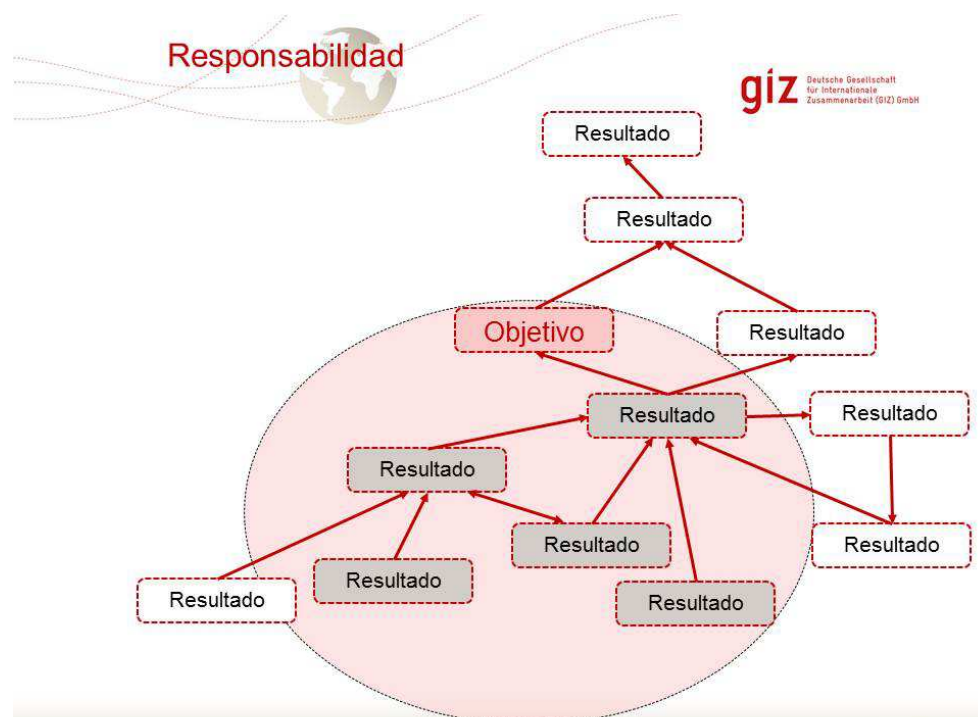 Responsabilidad
giz
Deutsche Gesellschaft
für Internationale
Zusammenarbeit (GIZ) GmbH
Resultado
Resultado
Objetivo
Resultado
Resultado
Resultado
Resultado
Resultado
Resultado
Resultado
Resultado
Resultado